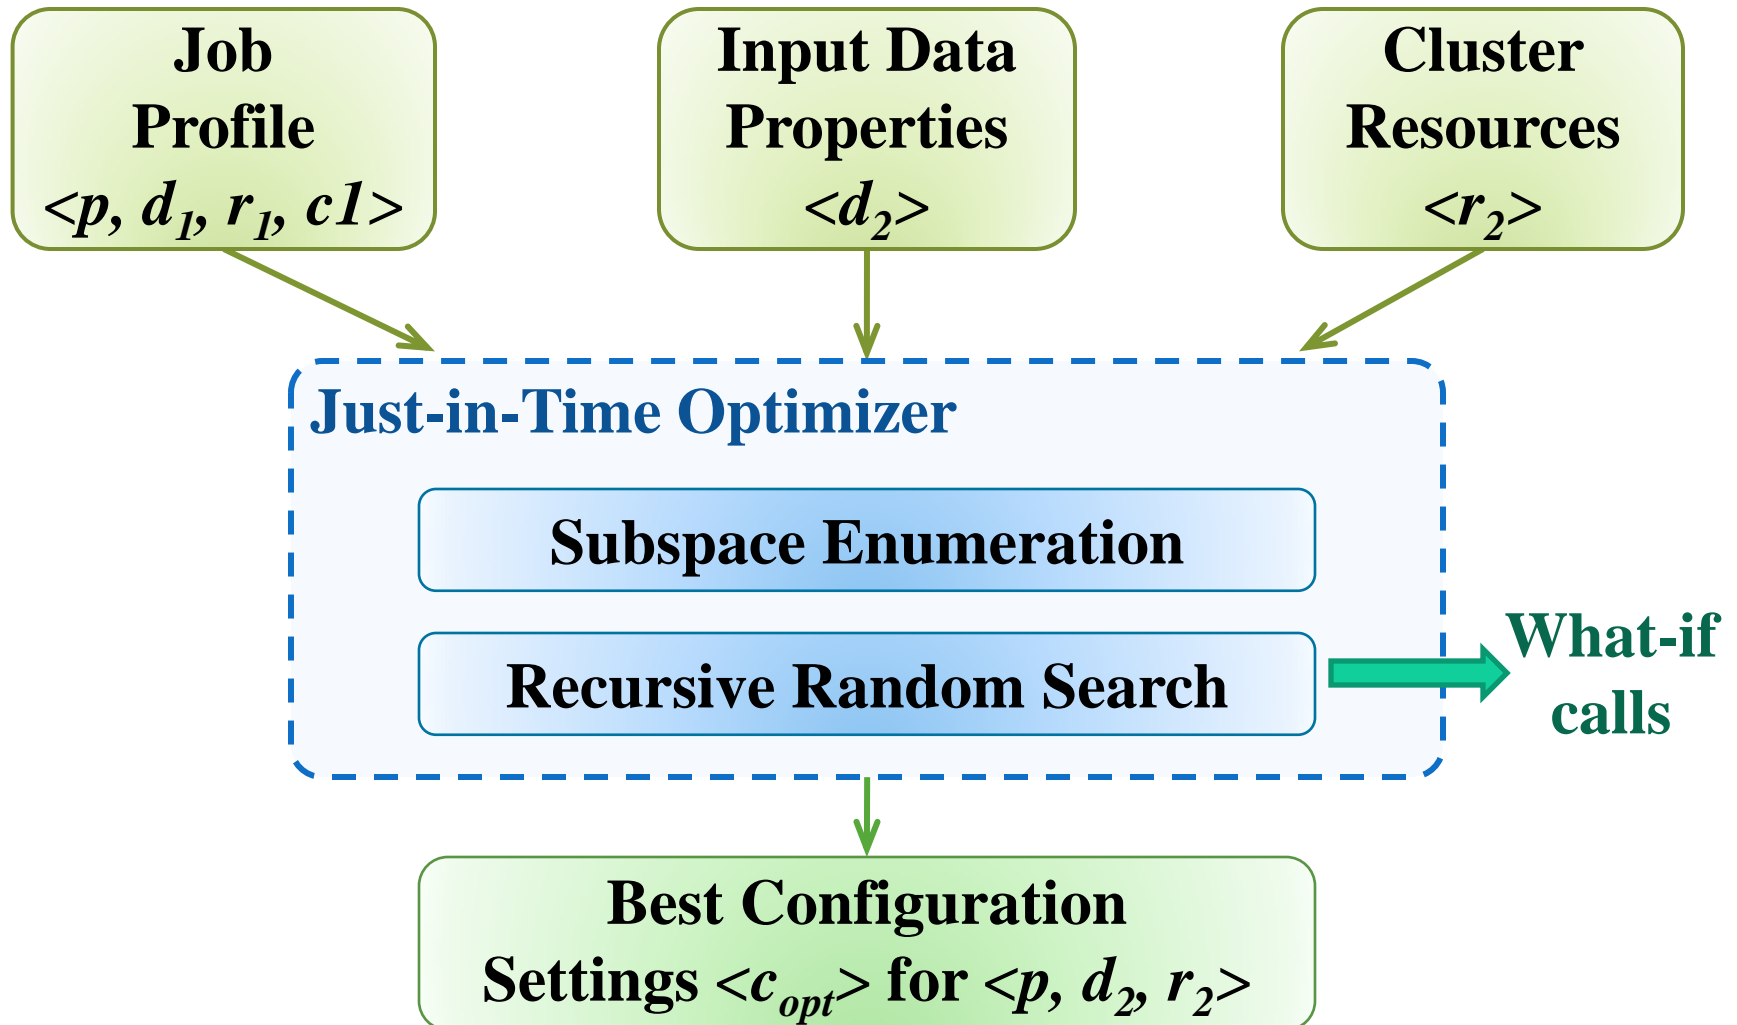 Job
Profile
<p, d1, r1, c1>
Input Data
Properties
<d2>
Cluster
Resources
<r2>
Just-in-Time Optimizer
Subspace Enumeration
Recursive Random Search
What-if
calls
Best Configuration
Settings <copt> for <p, d2, r2>